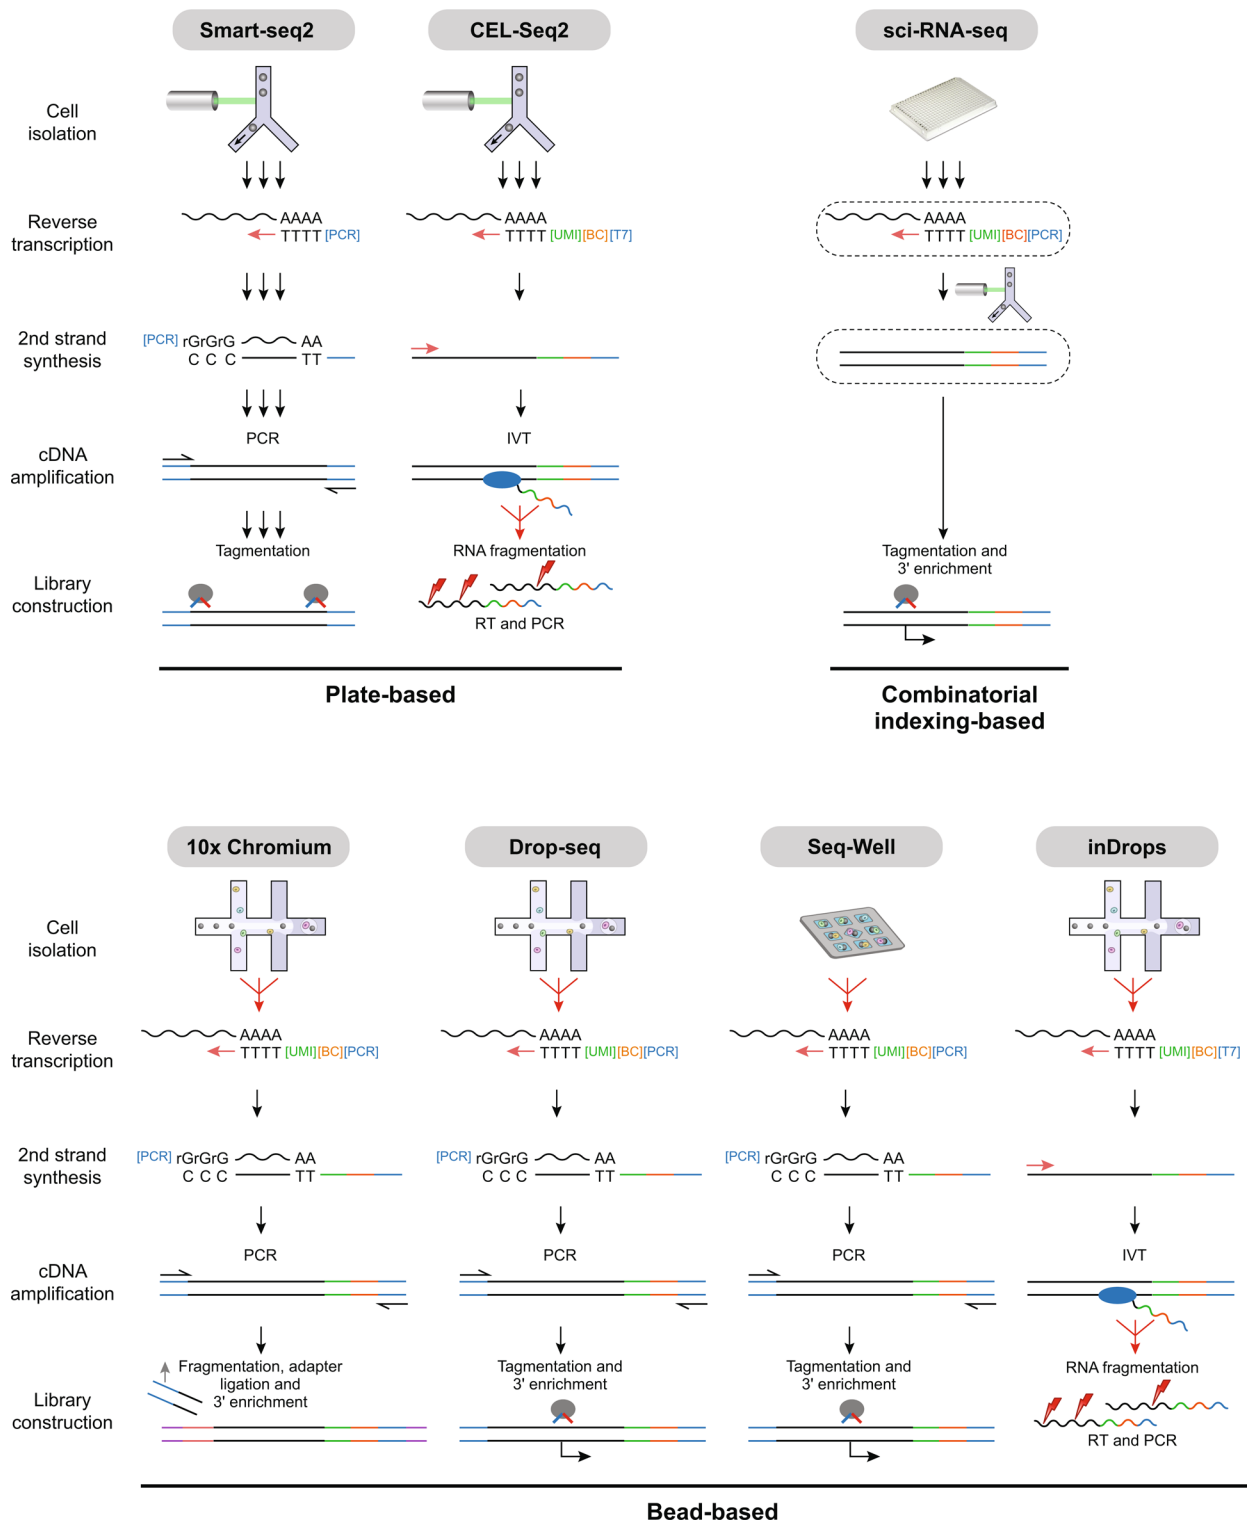 Smart-seq2
CEL-Seq2
sci-RNA-seq
Cell
isolation
Reverse
transcription
AAAA
TTTT [PCR]
AAAA
TTTT [UMI][BC][T7]
AAAA
TTTT [UMI][BC][PCR]
2nd strand
synthesis
[PCR] rGrGrG AA
C C C TT
cDNA
amplification
PCR
IVT
Library
construction
Tagmentation
RNA fragmentation
RT and PCR
Tagmentation and
3' enrichment
Plate-based
Combinatorial
indexing-based
10x Chromium
Drop-seq
Seq-Well
inDrops
Cell
isolation
Reverse
transcription
AAAA
TTTT [UMI][BC][PCR]
AAAA
TTTT [UMI][BC][PCR]
AAAA
TTTT [UMI][BC][PCR]
AAAA
TTTT [UMI][BC][T7]
2nd strand
synthesis
[PCR] rGrGrG AA
C C C TT
[PCR] rGrGrG AA
C C C TT
[PCR] rGrGrG AA
C C C TT
cDNA
amplification
PCR
PCR
PCR
IVT
Library
construction
Fragmentation, adapter
ligation and
3' enrichment
Tagmentation and
3' enrichment
Tagmentation and
3' enrichment
RNA fragmentation
RT and PCR
Bead-based